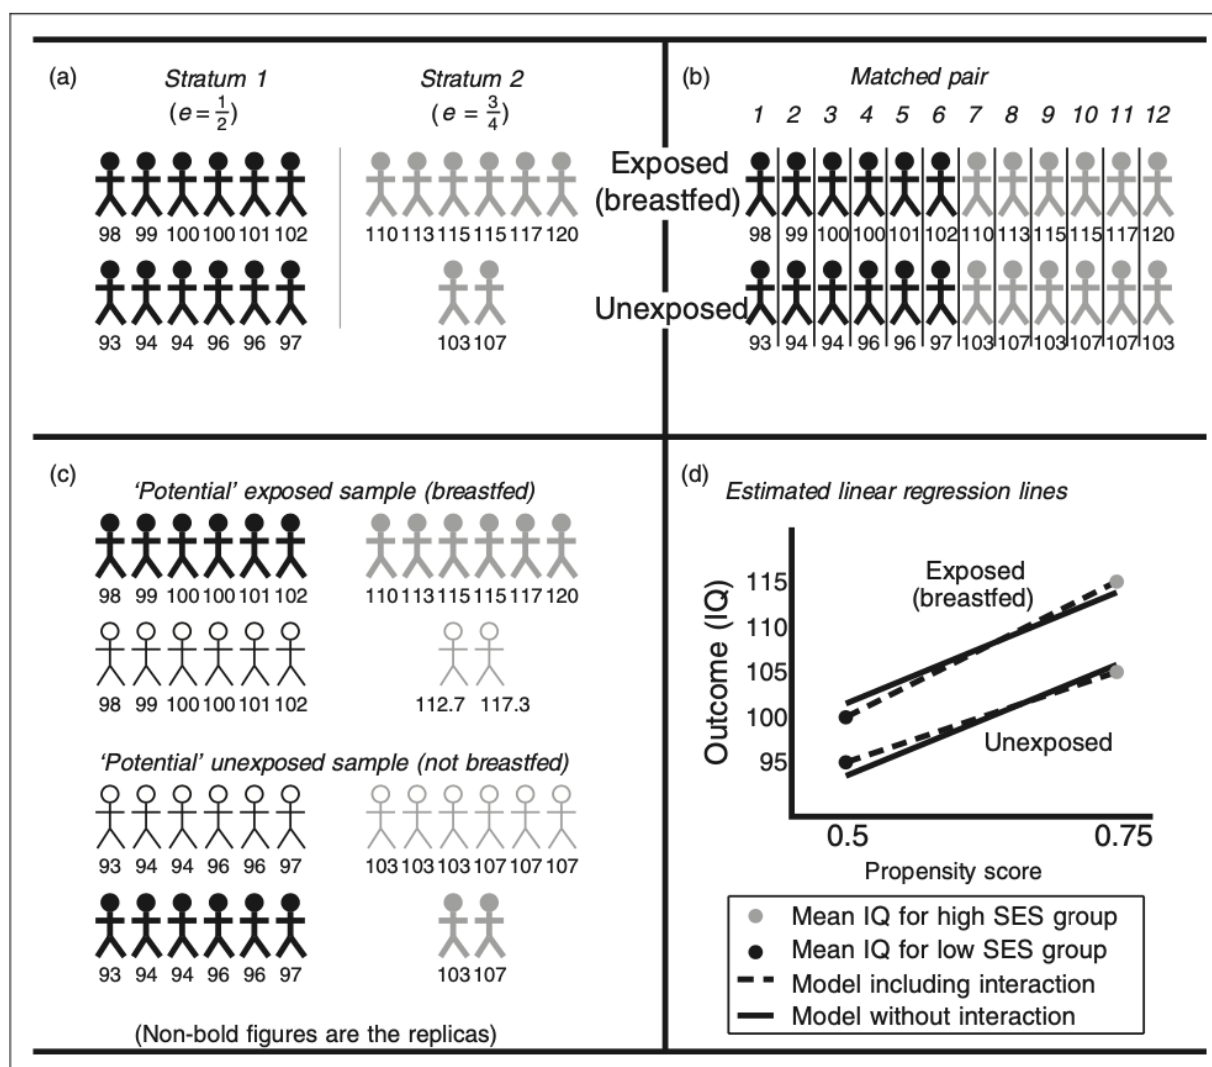 (a)
Stratum 1
(e = 1/2)
Stratum 2
(e = 3/4)
98 99 100 100 101 102
110 113 115 115 117 120
93 94 94 96 96 97
103 107
Exposed
(breastfed)
Unexposed
(b)
Matched pair
1 2 3 4 5 6 7 8 9 10 11 12
98 99 100 100 101 102 110 113 115 115 117 120
93 94 94 96 96 97 103 107 103 107 107 103
(c)
‘Potential’ exposed sample (breastfed)
98 99 100 100 101 102
110 113 115 115 117 120
98 99 100 100 101 102
112.7 117.3
‘Potential’ unexposed sample (not breastfed)
93 94 94 96 96 97
103 103 103 107 107 107
93 94 94 96 96 97
103 107
(Non-bold figures are the replicas)
(d)
Estimated linear regression lines
Outcome (IQ)
115
110
105
100
95
Exposed
(breastfed)
Unexposed
0.5 0.75
Propensity score
Mean IQ for high SES group
Mean IQ for low SES group
Model including interaction
Model without interaction